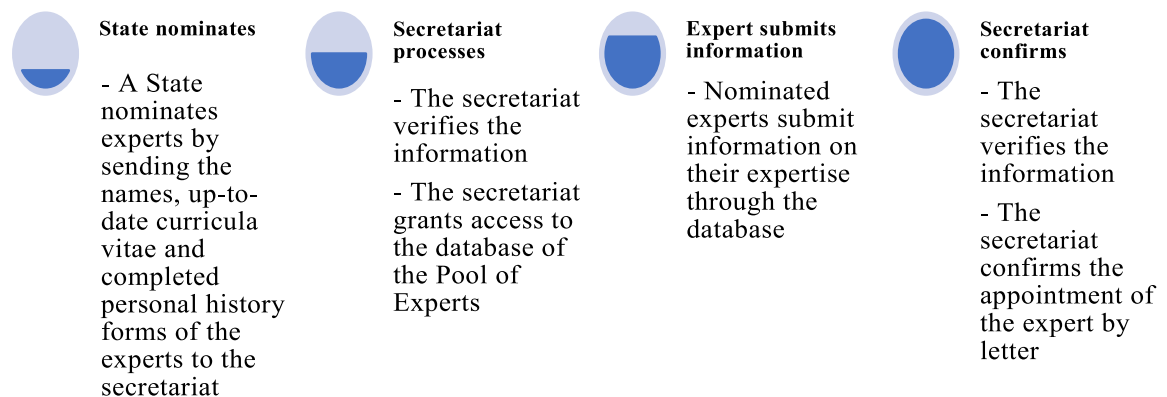 State nominates
- A State
nominates
experts by
sending the
names, up-to-
date curricula
vitae and
completed
personal history
forms of the
experts to the
secretariat
Secretariat
processes
- The secretariat
verifies the
information
- The secretariat
grants access to
the database of
the Pool of
Experts
Expert submits
information
- Nominated
experts submit
information on
their expertise
through the
database
Secretariat
confirms
- The
secretariat
verifies the
information
- The
secretariat
confirms the
appointment of
the expert by
letter